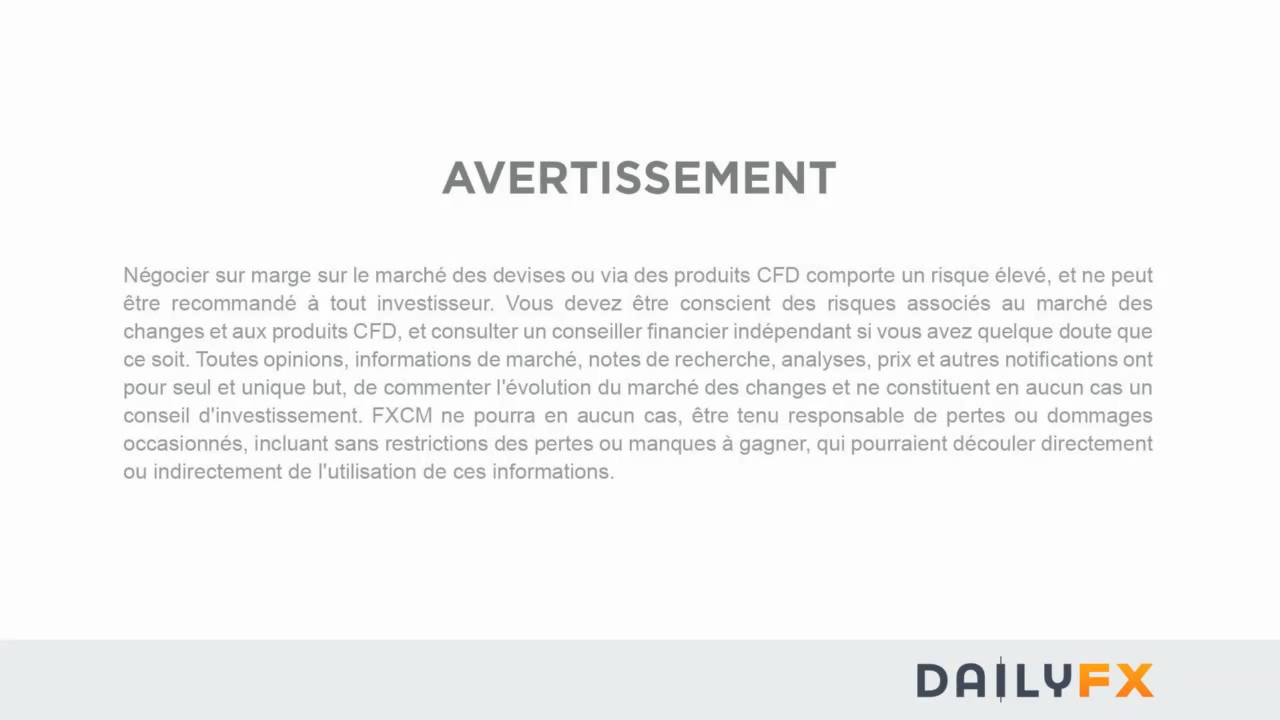 AVERTISSEMENT
Négocier sur marge sur le marché des devises ou via des produits CFD comporte un risque élevé, et ne peut
être recommandé à tout investisseur. Vous devez être conscient des risques associés au marché des
changes et aux produits CFD, et consulter un conseiller financier indépendant si vous avez quelque doute que
ce soit. Toutes opinions, informations de marché, notes de recherche, analyses, prix et autres notifications ont
pour seul et unique but, de commenter l'évolution du marché des changes et ne constituent en aucun cas un
conseil d'investissement. FXCM ne pourra en aucun cas, être tenu responsable de pertes ou dommages
occasionnés, incluant sans restrictions des pertes ou manques à gagner, qui pourraient découler directement
ou indirectement de l'utilisation de ces informations.
DAILYFX